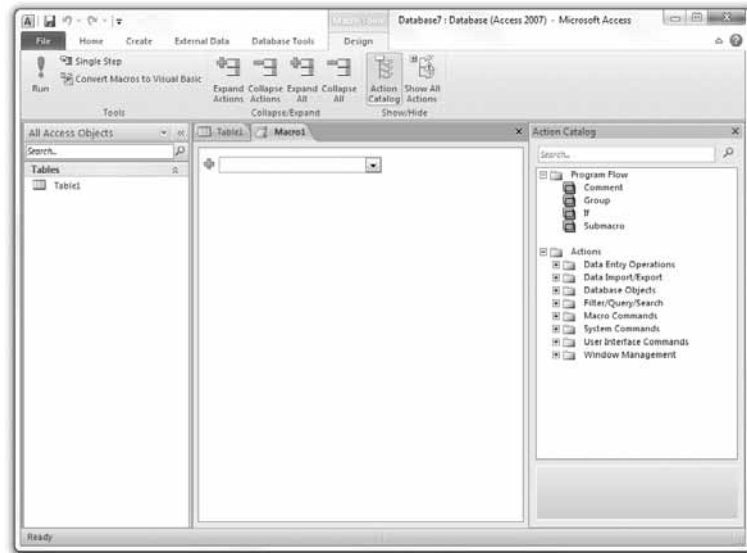 Database7 : Database (Access 2007) - Microsoft Access
File Home Create External Data Database Tools Design
Run
Single Step
Convert Macros to Visual Basic
Expand Actions
Collapse Actions
Expand All
Collapse All
Action Catalog
Show All Actions
Tools
Collapse/Expand
Show/Hide
All Access Objects
Search..
Tables
Table1
Table1 Macro1
Action Catalog
Search..
Program Flow
Comment
Group
If
Submacro
Actions
Data Entry Operations
Data Import/Export
Database Objects
Filter/Query/Search
Macro Commands
System Commands
User Interface Commands
Window Management
Ready